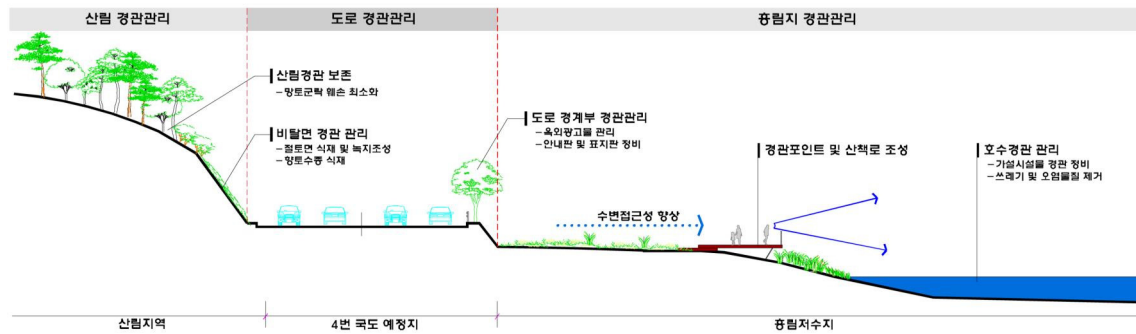 산림 경관관리
도로 경관관리
흥림지 경관관리
산림경관 보존
-망토군락 훼손 최소화
비탈면 경관 관리
-절토면 식재 및 녹지조성
-향토수종 식재
도로 경계부 경관관리
-옥외광고물 관리
-안내판 및 표지판 정비
경관포인트 및 산책로 조성
호수경관 관리
-가설시설물 경관 정비
-쓰레기 및 오염물질 제거
수변접근성 향상
산림지역
4번 국도 예정지
흥림저수지